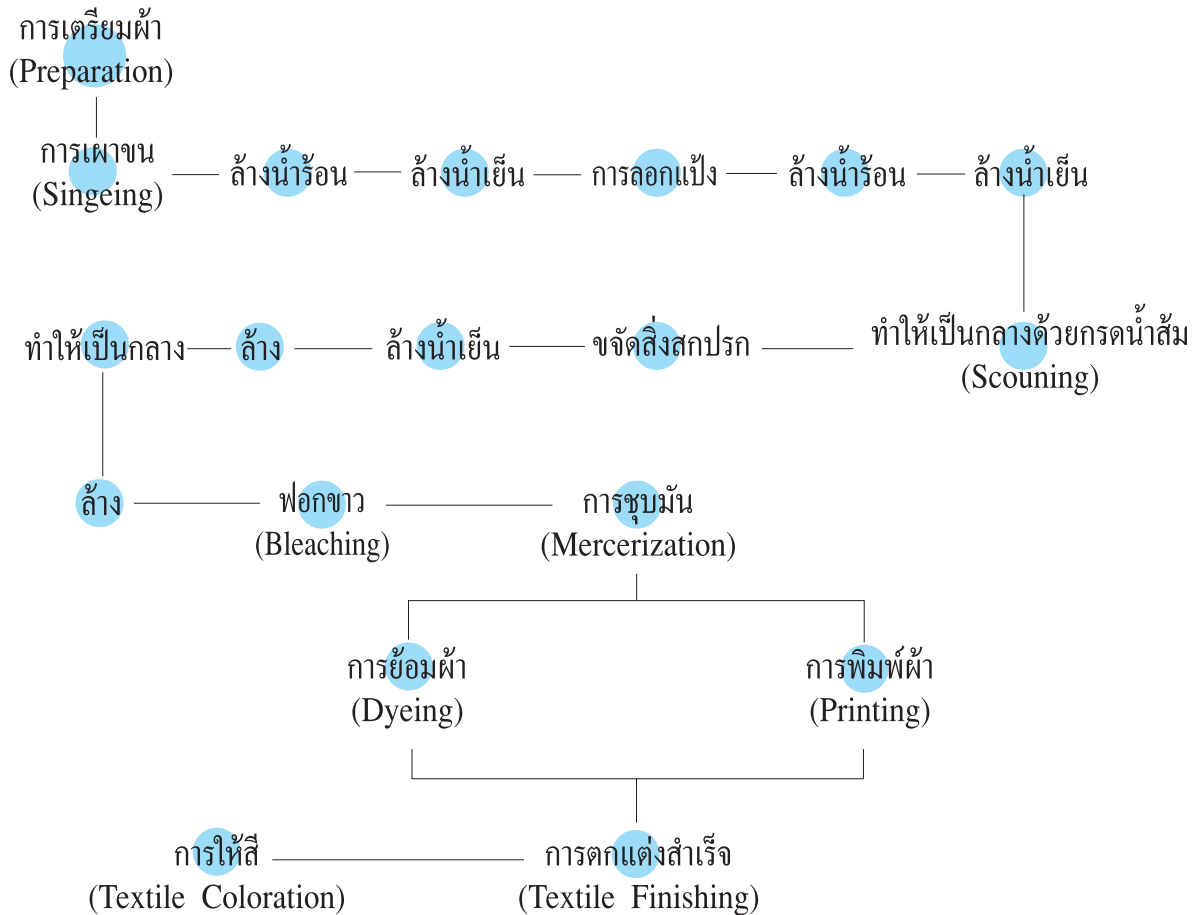 การเตรียมผ้า
(Preparation)
การเผาขน
(Singeing)
ล้างน้ำร้อน
ล้างน้ำเย็น
การลอกแป้ง
ล้างน้ำร้อน
ล้างน้ำเย็น
ทำให้เป็นกลางด้วยกรดน้ำส้ม
(Scouning)
ขจัดสิ่งสกปรก
ล้างน้ำเย็น
ล้าง
ทำให้เป็นกลาง
ล้าง
ฟอกขาว
(Bleaching)
การชุบมัน
(Mercerization)
การย้อมผ้า
(Dyeing)
การพิมพ์ผ้า
(Printing)
การให้สี
(Textile Coloration)
การตกแต่งสำเร็จ
(Textile Finishing)